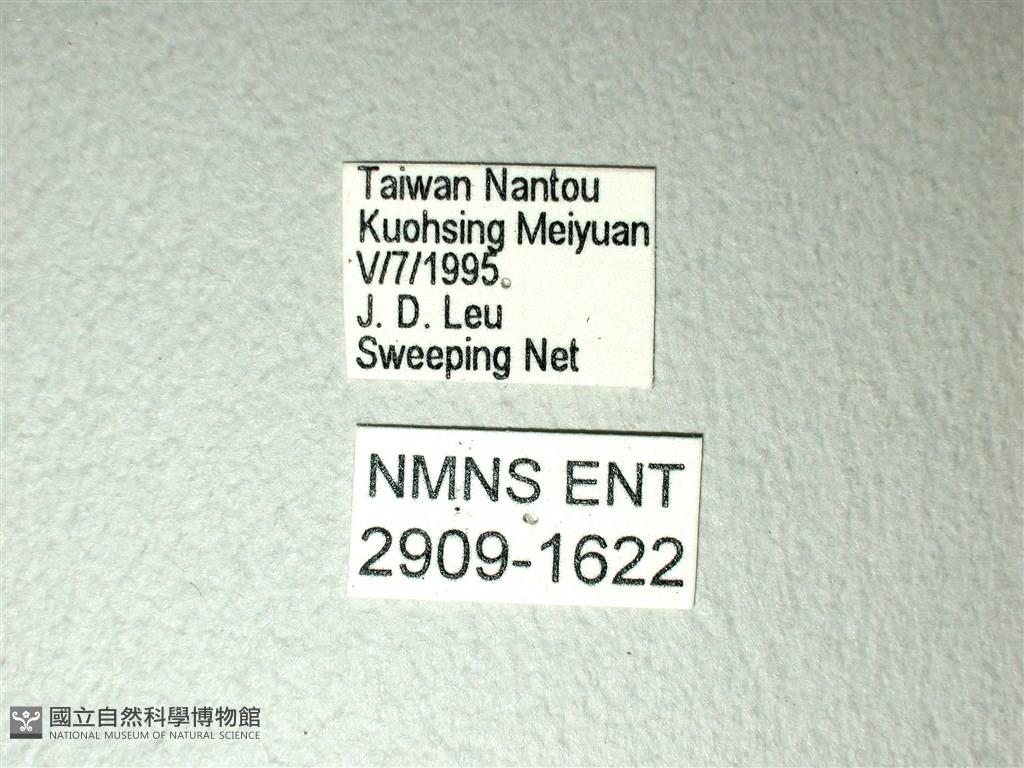 Taiwan Nantou
Kuohsing Meiyuan
V/7/1995
J. D. Leu
Sweeping Net
NMNS ENT
2909-1622
國立自然科學博物館
NATIONAL MUSEUM OF NATURAL SCIENCE